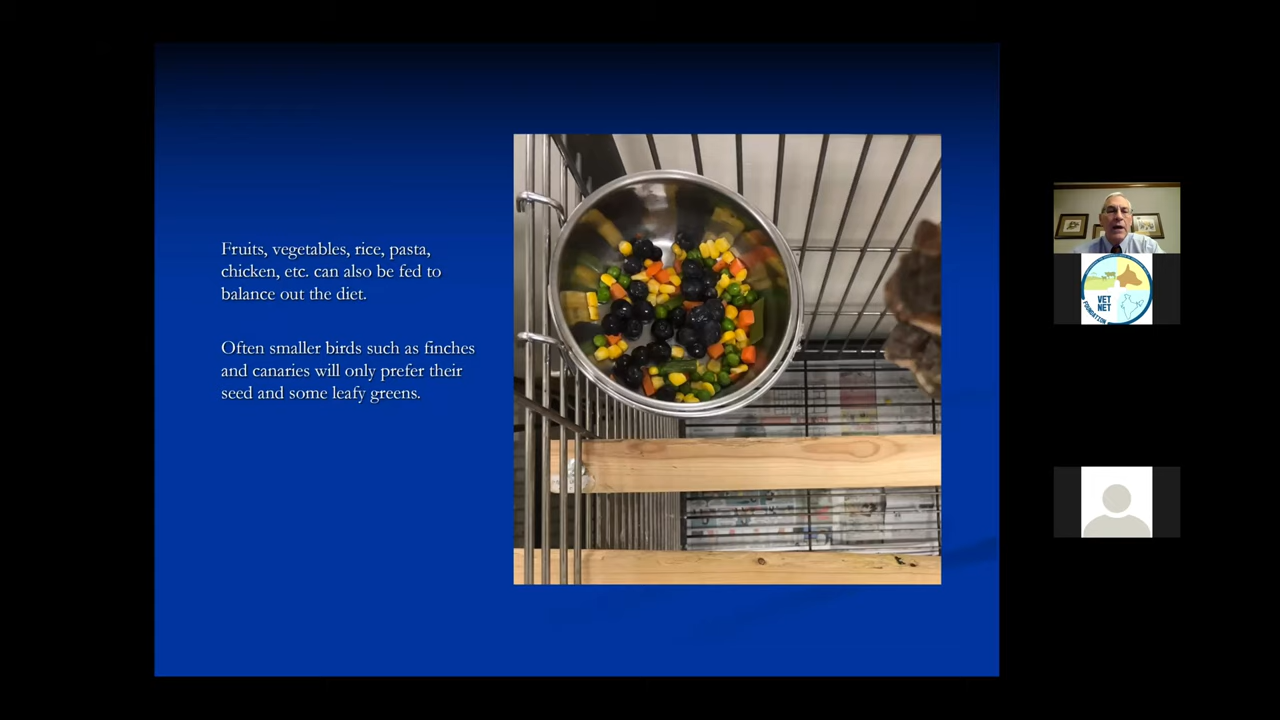 Fruits, vegetables, rice, pasta,
chicken, etc. can also be fed to
balance out the diet.
Often smaller birds such as finches
and canaries will only prefer their
seed and some leafy greens.
VET
NET
FOUNDATION